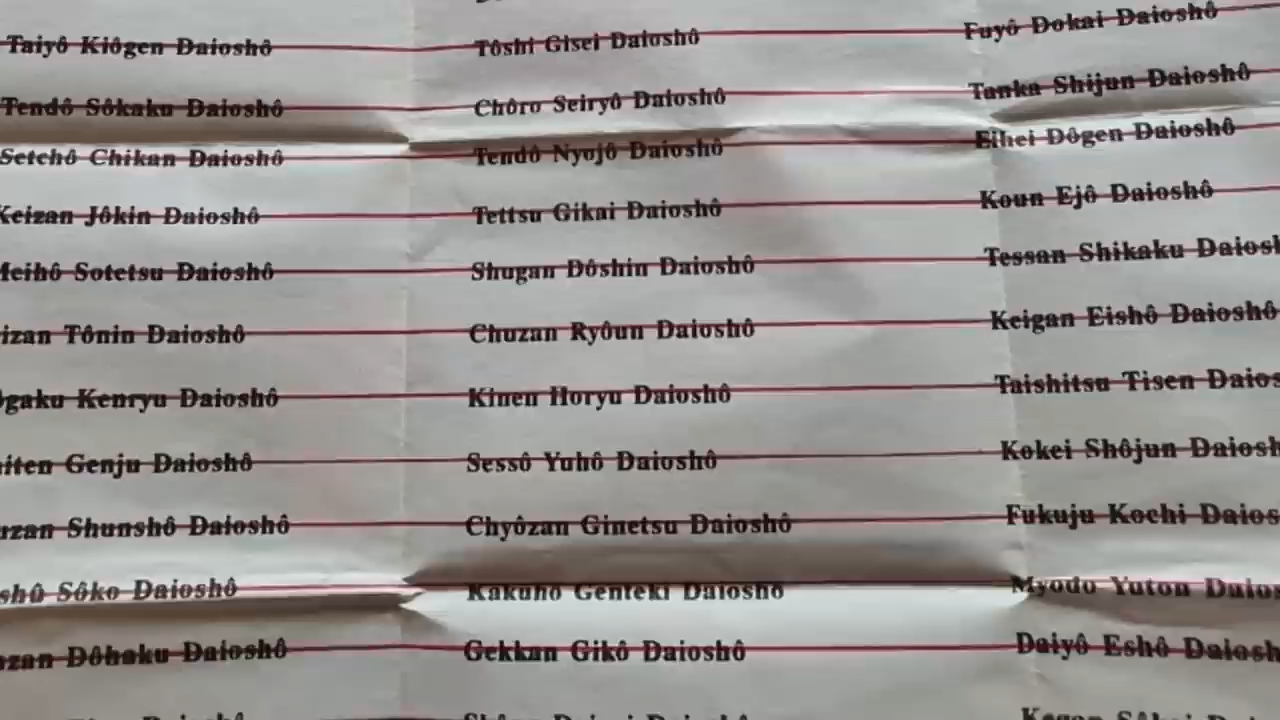 Taiyô Kiôgen Daioshô Tôshi Gisei Daioshô Fuyô Dokai Daioshô
Tendô Sôkaku Daioshô Chôro Seiryô Daioshô Tanka Shijun Daioshô
Setchô Chikan Daioshô Tendô Nyojô Daioshô Eihei Dôgen Daioshô
Keizan Jôkin Daioshô Tettsu Gikai Daioshô Koun Ejô Daioshô
Meihô Sotetsu Daioshô Shugan Dôshin Daioshô Tessan Shikaku
Tônin Daioshô Chuzan Ryôun Daioshô Keigan Eishô Daioshô
Kenryu Daioshô Kinen Horyu Daioshô Taishitsu Tisen
Genju Daioshô Sessô Yuhô Daioshô Kokei Shôjun
Shunshô Daioshô Chyôzan Ginetsu Daioshô Fukuju Kochi
Sôko Daioshô Kakuho Genteki Daioshô Myodo Yuton
Dôhaku Daioshô Gekkan Gikô Daioshô Daiyô Eshô